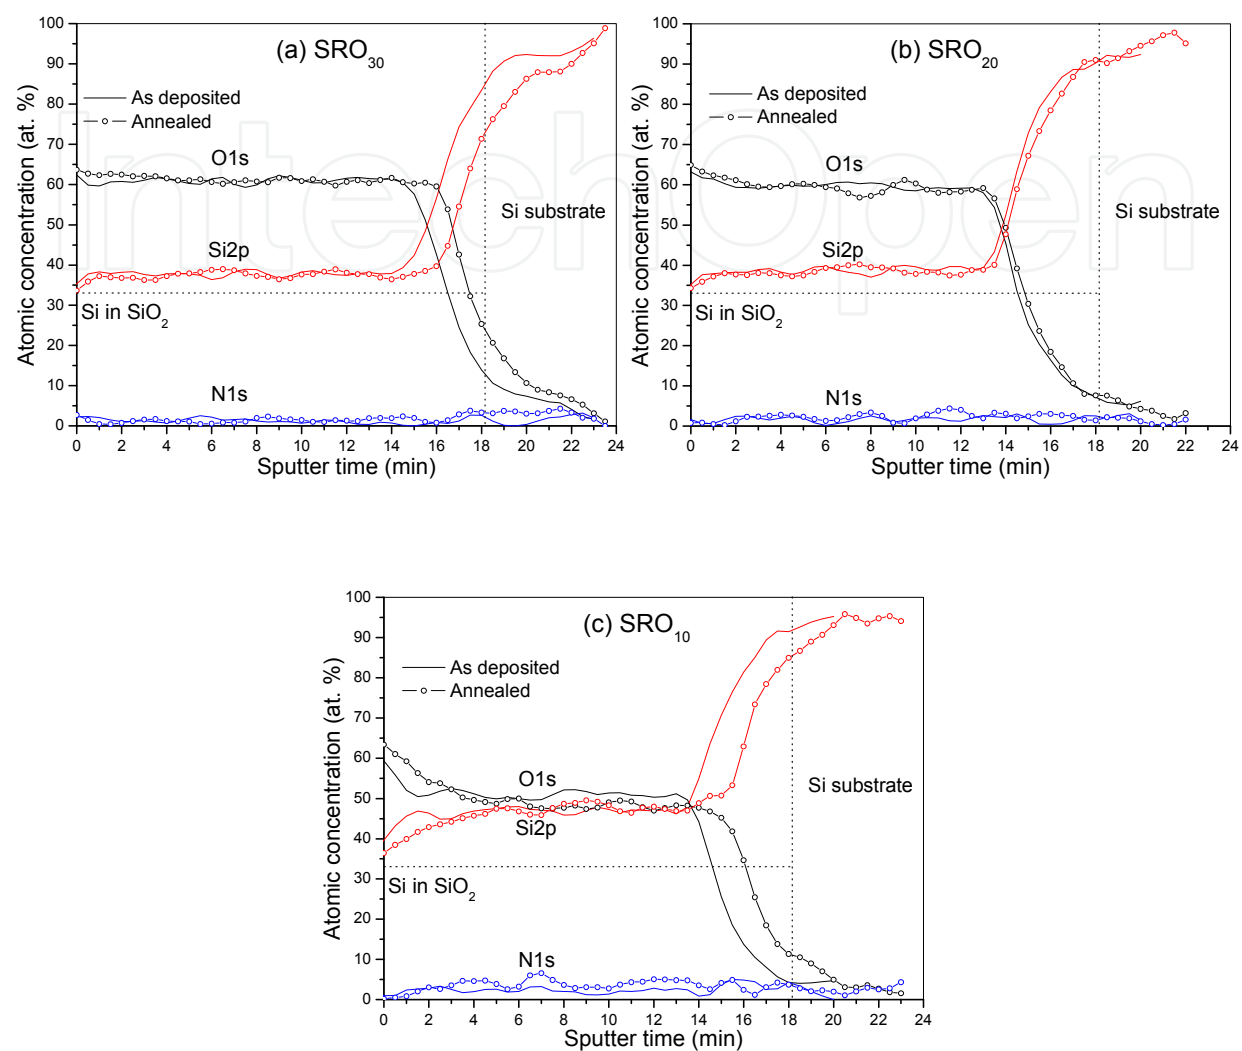 (a) SRO30
As deposited
Annealed
O1s
Si2p
Si substrate
Si in SiO2
N1s
Atomic concentration (at. %)
100
90
80
70
60
50
40
30
20
10
0
0 2 4 6 8 10 12 14 16 18 20 22 24
Sputter time (min)
(b) SRO20
As deposited
Annealed
O1s
Si2p
Si substrate
Si in SiO2
N1s
Atomic concentration (at. %)
100
90
80
70
60
50
40
30
20
10
0
0 2 4 6 8 10 12 14 16 18 20 22 24
Sputter time (min)
(c) SRO10
As deposited
Annealed
O1s
Si2p
Si substrate
Si in SiO2
N1s
Atomic concentration (at. %)
100
90
80
70
60
50
40
30
20
10
0
0 2 4 6 8 10 12 14 16 18 20 22 24
Sputter time (min)
IntechOpen